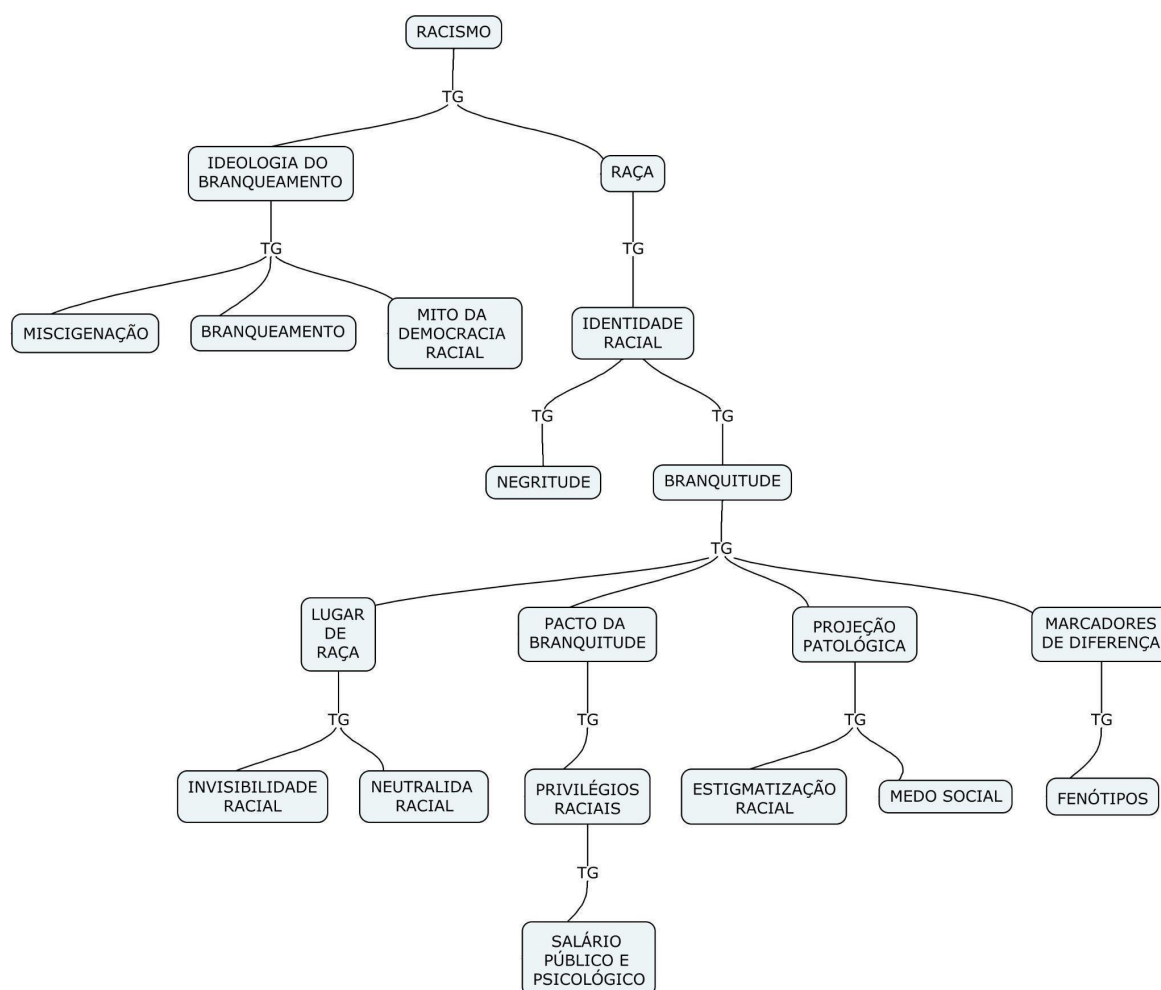 RACISMO
TG
IDEOLOGIA DO
BRANQUEAMENTO
RAÇA
TG
TG
MISCIGENAÇÃO
BRANQUEAMENTO
MITO DA
DEMOCRACIA
RACIAL
IDENTIDADE
RACIAL
TG
TG
NEGRITUDE
BRANQUITUDE
TG
LUGAR
DE
RAÇA
PACTO DA
BRANQUITUDE
PROJEÇÃO
PATOLÓGICA
MARCADORES
DE DIFERENÇA
TG
TG
TG
TG
INVISIBILIDADE
RACIAL
NEUTRALIDA
RACIAL
PRIVILÉGIOS
RACIAIS
ESTIGMATIZAÇÃO
RACIAL
MEDO SOCIAL
FENÓTIPOS
TG
SALÁRIO
PÚBLICO E
PSICOLÓGICO